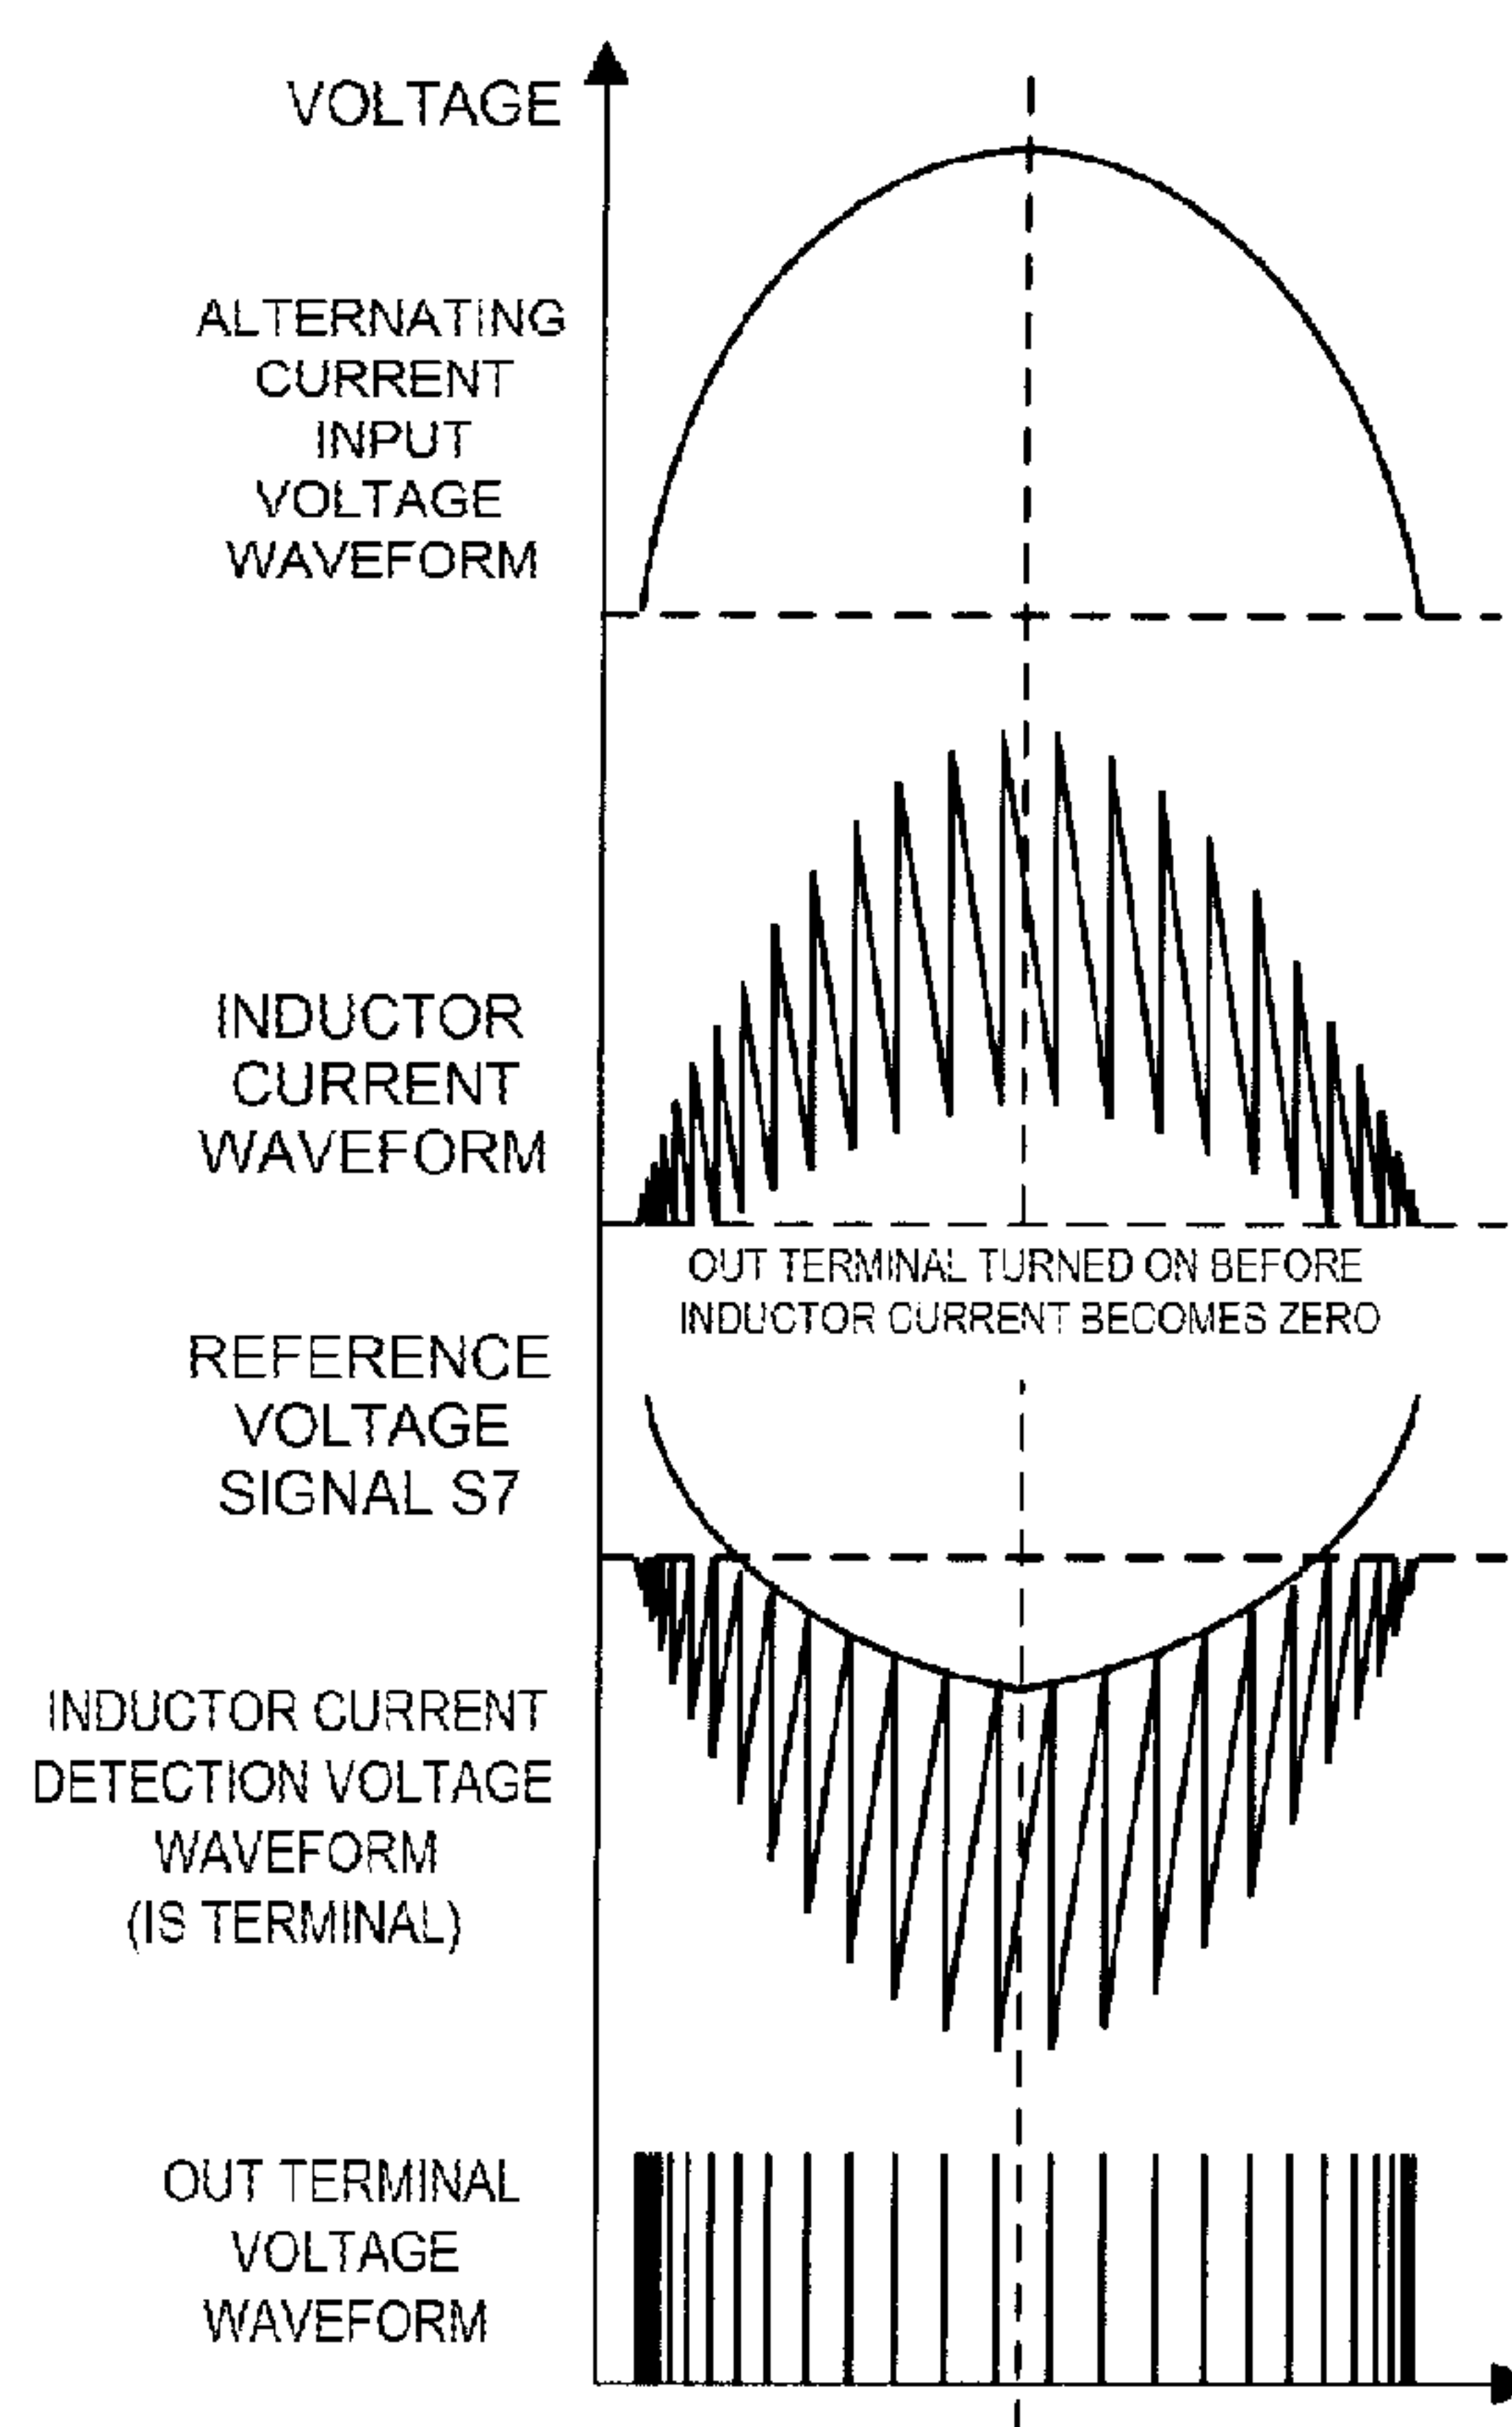 VOLTAGE
ALTERNATING
CURRENT
INPUT
VOLTAGE
WAVEFORM
INDUCTOR
CURRENT
WAVEFORM
OUT TERMINAL TURNED ON BEFORE
INDUCTOR CURRENT BECOMES ZERO
REFERENCE
VOLTAGE
SIGNAL S7
INDUCTOR CURRENT
DETECTION VOLTAGE
WAVEFORM
(IS TERMINAL)
OUT TERMINAL
VOLTAGE
WAVEFORM